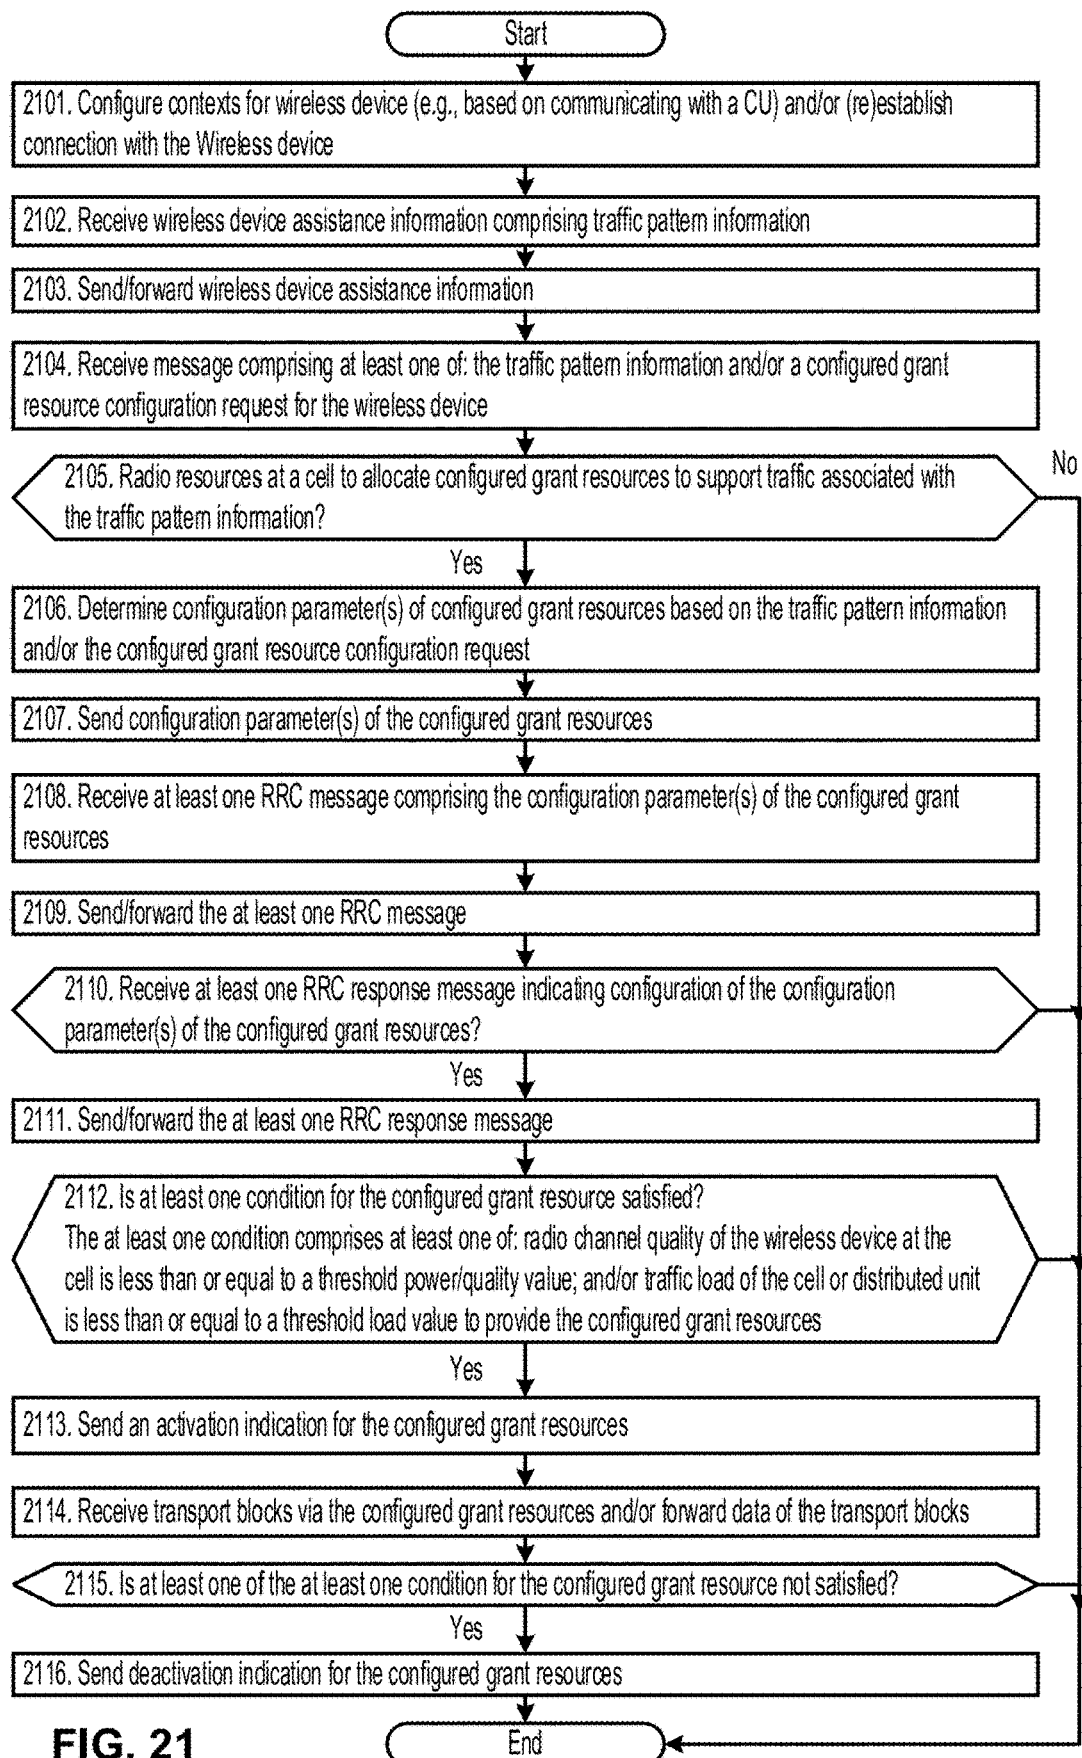 Start
2101. Configure contexts for wireless device (e.g., based on communicating with a CU) and/or (re)establish
connection with the Wireless device
2102. Receive wireless device assistance information comprising traffic pattern information
2103. Send/forward wireless device assistance information
2104. Receive message comprising at least one of: the traffic pattern information and/or a configured grant
resource configuration request for the wireless device
2105. Radio resources at a cell to allocate configured grant resources to support traffic associated with
the traffic pattern information?
No
Yes
2106. Determine configuration parameter(s) of configured grant resources based on the traffic pattern information
and/or the configured grant resource configuration request
2107. Send configuration parameter(s) of the configured grant resources
2108. Receive at least one RRC message comprising the configuration parameter(s) of the configured grant
resources
2109. Send/forward the at least one RRC message
2110. Receive at least one RRC response message indicating configuration of the configuration
parameter(s) of the configured grant resources?
Yes
2111. Send/forward the at least one RRC response message
2112. Is at least one condition for the configured grant resource satisfied?
The at least one condition comprises at least one of: radio channel quality of the wireless device at the
cell is less than or equal to a threshold power/quality value; and/or traffic load of the cell or distributed unit
is less than or equal to a threshold load value to provide the configured grant resources
Yes
2113. Send an activation indication for the configured grant resources
2114. Receive transport blocks via the configured grant resources and/or forward data of the transport blocks
2115. Is at least one of the at least one condition for the configured grant resource not satisfied?
Yes
2116. Send deactivation indication for the configured grant resources
End
FIG. 21